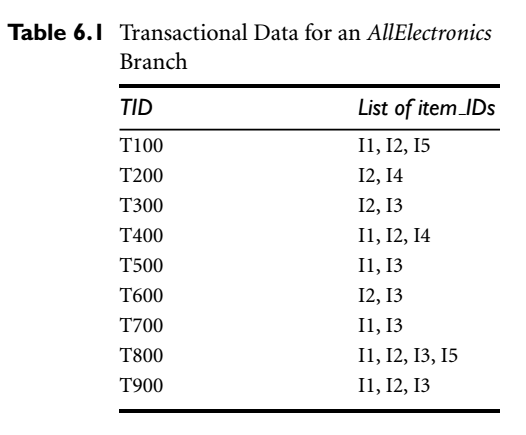 Table 6.1 Transactional Data for an AllElectronics
Branch
TID List of item_IDs
T100 I1, I2, I5
T200 I2, I4
T300 I2, I3
T400 I1, I2, I4
T500 I1, I3
T600 I2, I3
T700 I1, I3
T800 I1, I2, I3, I5
T900 I1, I2, I3